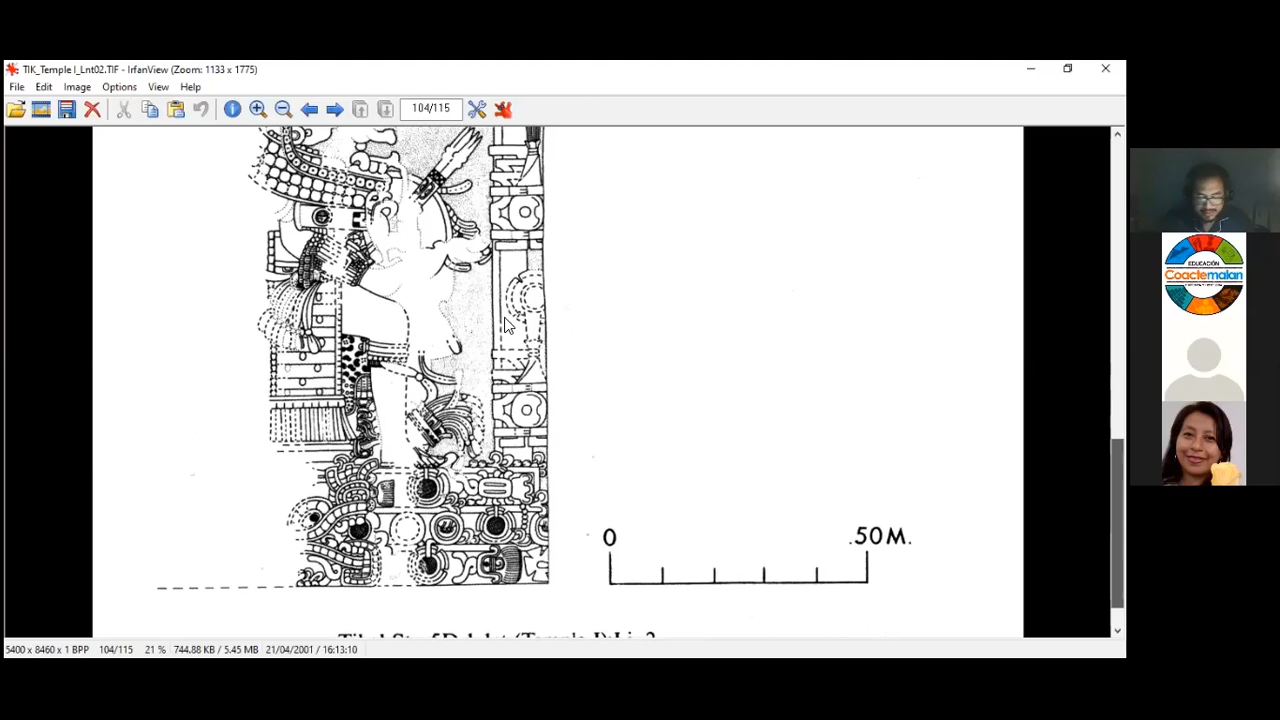 TIK_Temple I_Lnt02.TIF - IrfanView (Zoom: 1133 x 1775)
File Edit Image Options View Help
104/115
0 .50 M.
5400 x 8460 x 1 BPP 104/115 21 % 744.88 KB / 5.45 MB 21/04/2001 / 16:13:10
EDUCACIÓN
Coactemalan